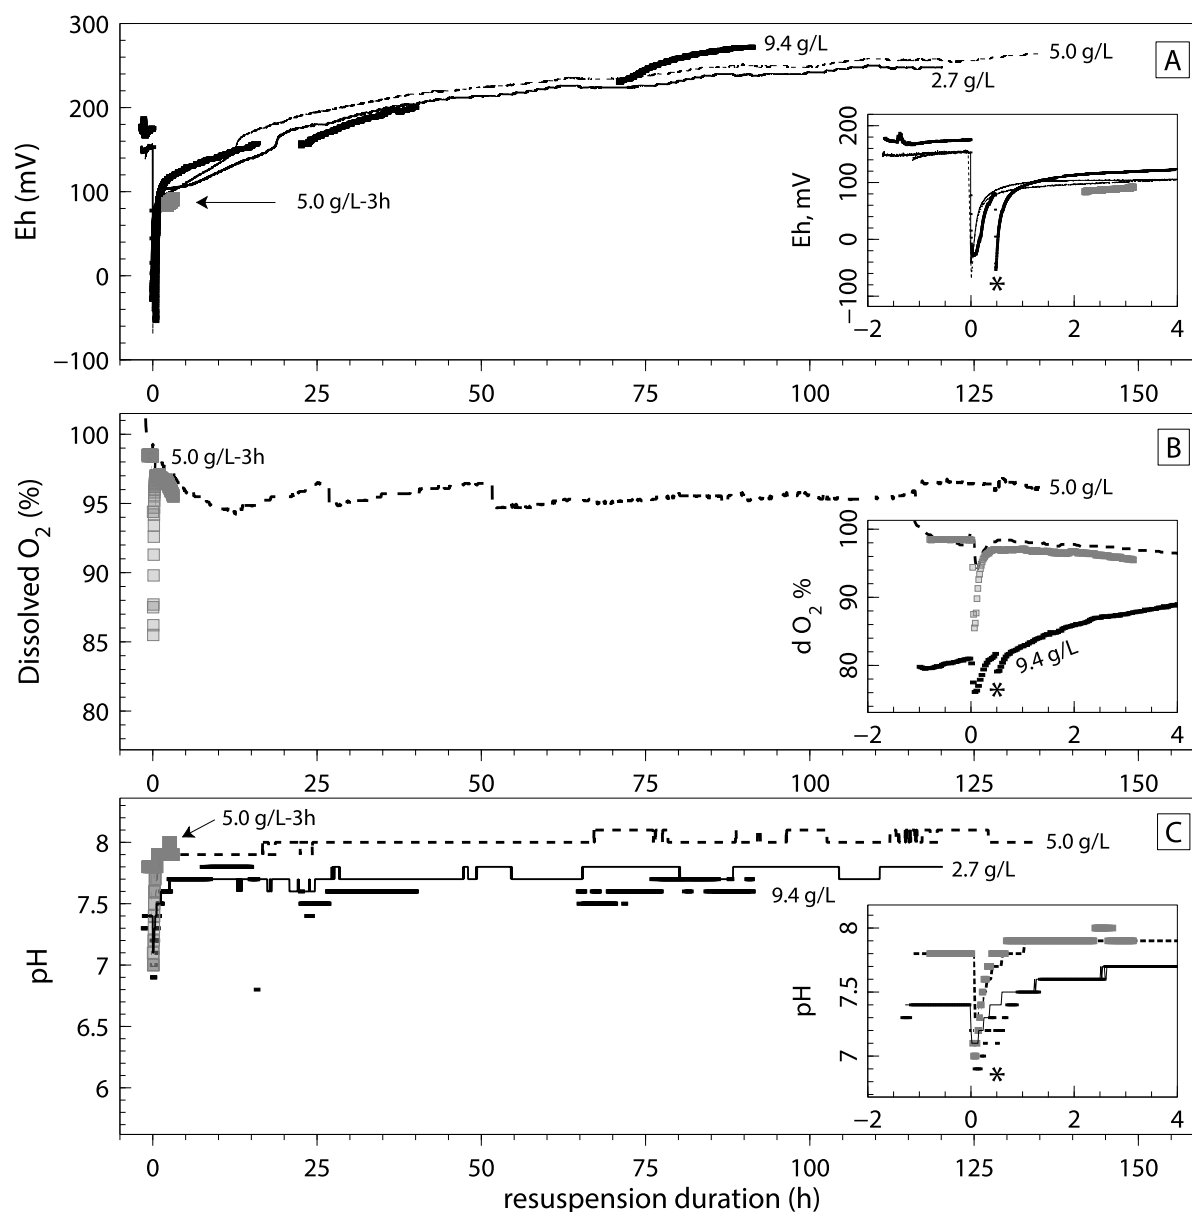 300
200
100
0
−100
Eh (mV)
A
9.4 g/L
5.0 g/L
2.7 g/L
5.0 g/L-3h
200
100
0
−100
Eh, mV
*
−2 0 2 4
0 25 50 75 100 125 150
100
95
90
85
80
Dissolved O2 (%)
B
5.0 g/L-3h
5.0 g/L
100
90
80
d O2 %
9.4 g/L
*
−2 0 2 4
0 25 50 75 100 125 150
8
7.5
7
6.5
6
pH
C
5.0 g/L-3h
5.0 g/L
2.7 g/L
9.4 g/L
8
7.5
7
pH
*
−2 0 2 4
0 25 50 75 100 125 150
resuspension duration (h)